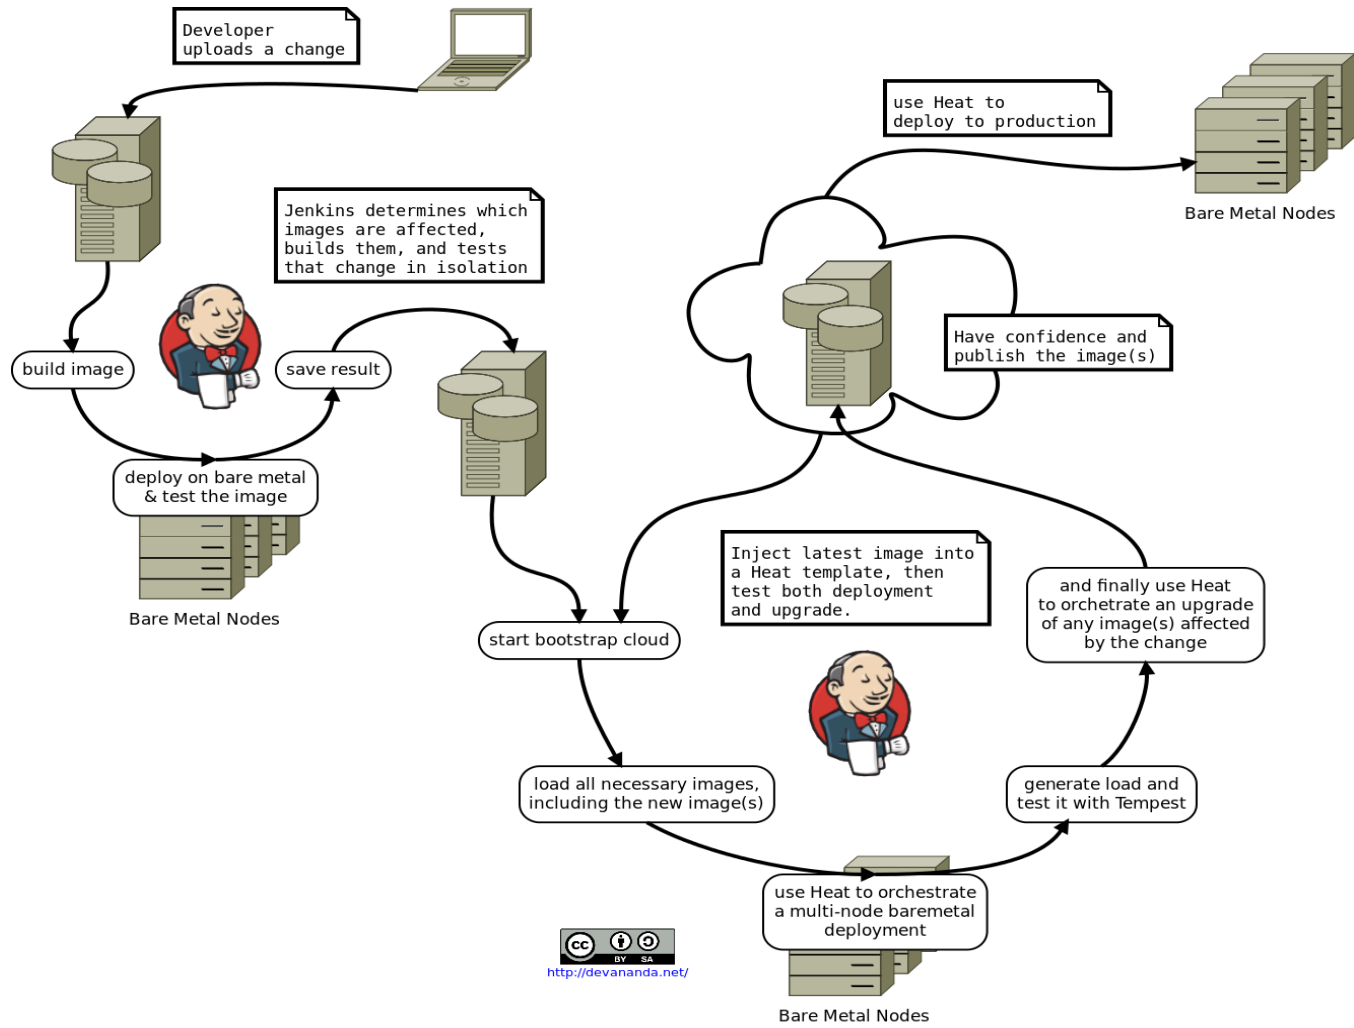 Developer
uploads a change
use Heat to
deploy to production
Bare Metal Nodes
Jenkins determines which
images are affected,
builds them, and tests
that change in isolation
Have confidence and
publish the image(s)
build image
save result
deploy on bare metal
& test the image
Bare Metal Nodes
Inject latest image into
a Heat template, then
test both deployment
and upgrade.
and finally use Heat
to orchetrate an upgrade
of any image(s) affected
by the change
start bootstrap cloud
load all necessary images,
including the new image(s)
generate load and
test it with Tempest
use Heat to orchestrate
a multi-node baremetal
deployment
cc
BY SA
http://devananda.net/
Bare Metal Nodes